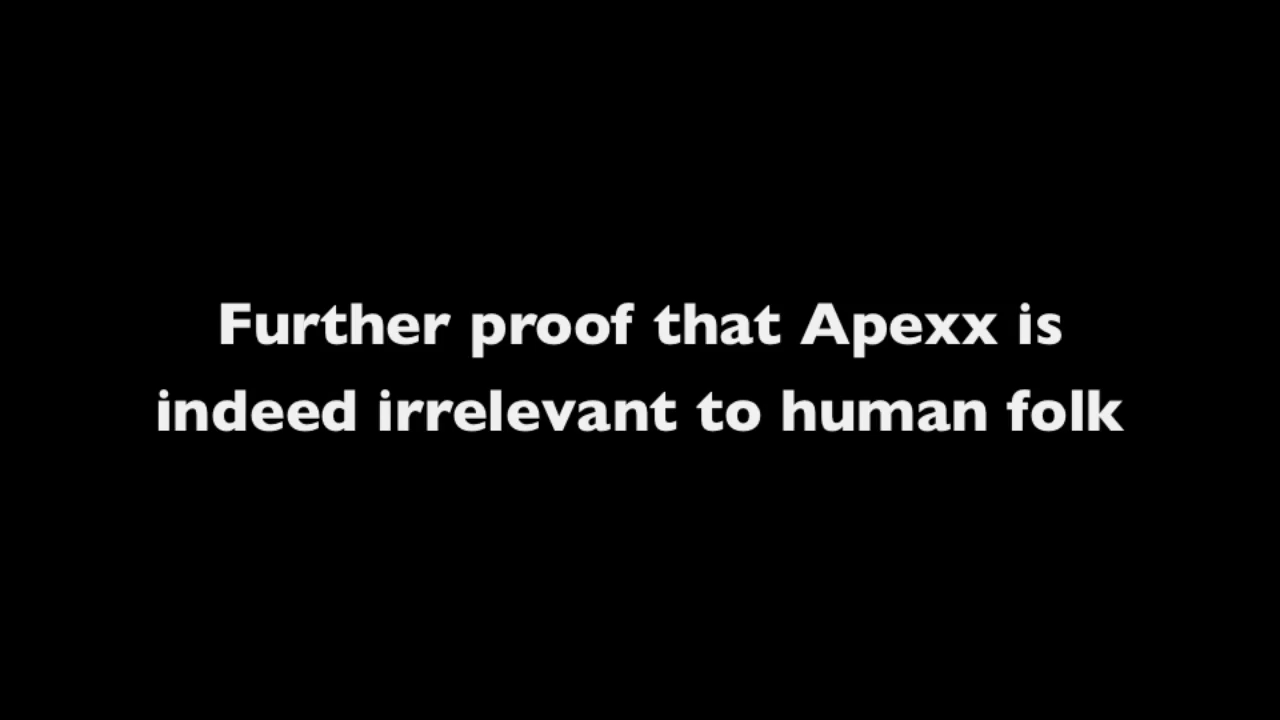 Further proof that Apexx is
indeed irrelevant to human folk